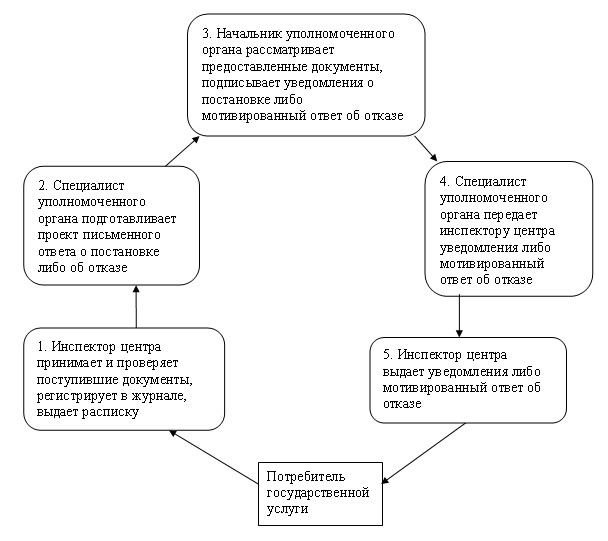 3. Начальник уполномоченного
органа рассматривает
предоставленные документы,
подписывает уведомления о
постановке либо
мотивированный ответ об отказе
2. Специалист
уполномоченного
органа подготавливает
проект письменного
ответа о постановке
либо об отказе
4. Специалист
уполномоченного
органа передает
инспектору центра
уведомления либо
мотивированный
ответ об отказе
1. Инспектор центра
принимает и проверяет
поступившие документы,
регистрирует в журнале,
выдает расписку
5. Инспектор центра
выдает уведомления либо
мотивированный ответ об
отказе
Потребитель
государственной
услуги